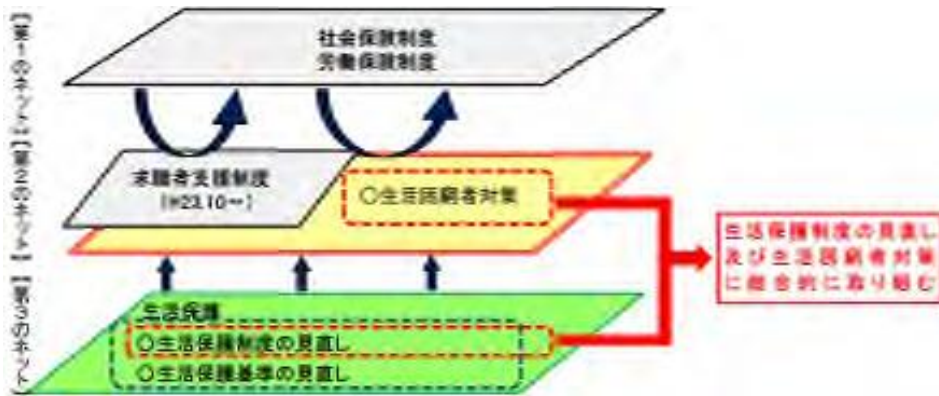 【第1のネット】
社会保険制度
労働保険制度
【第2のネット】
求職者支援制度
(H23.10~)
○生活困窮者対策
【第3のネット】
生活保護
○生活保護制度の見直し
○生活保護基準の見直し
生活保護制度の見直し
及び生活困窮者対策
に総合的に取り組む